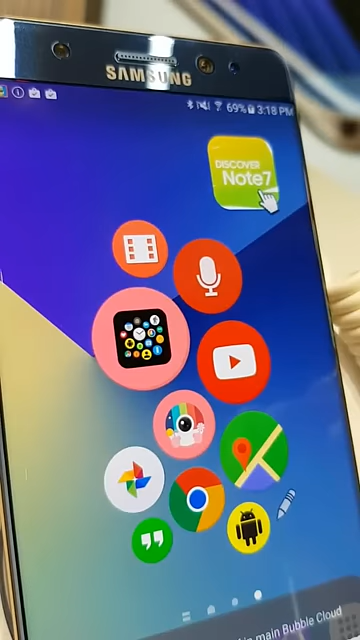 SAMSUNG
69% 3:18 PM
DISCOVER
Note7
main Bubble Cloud